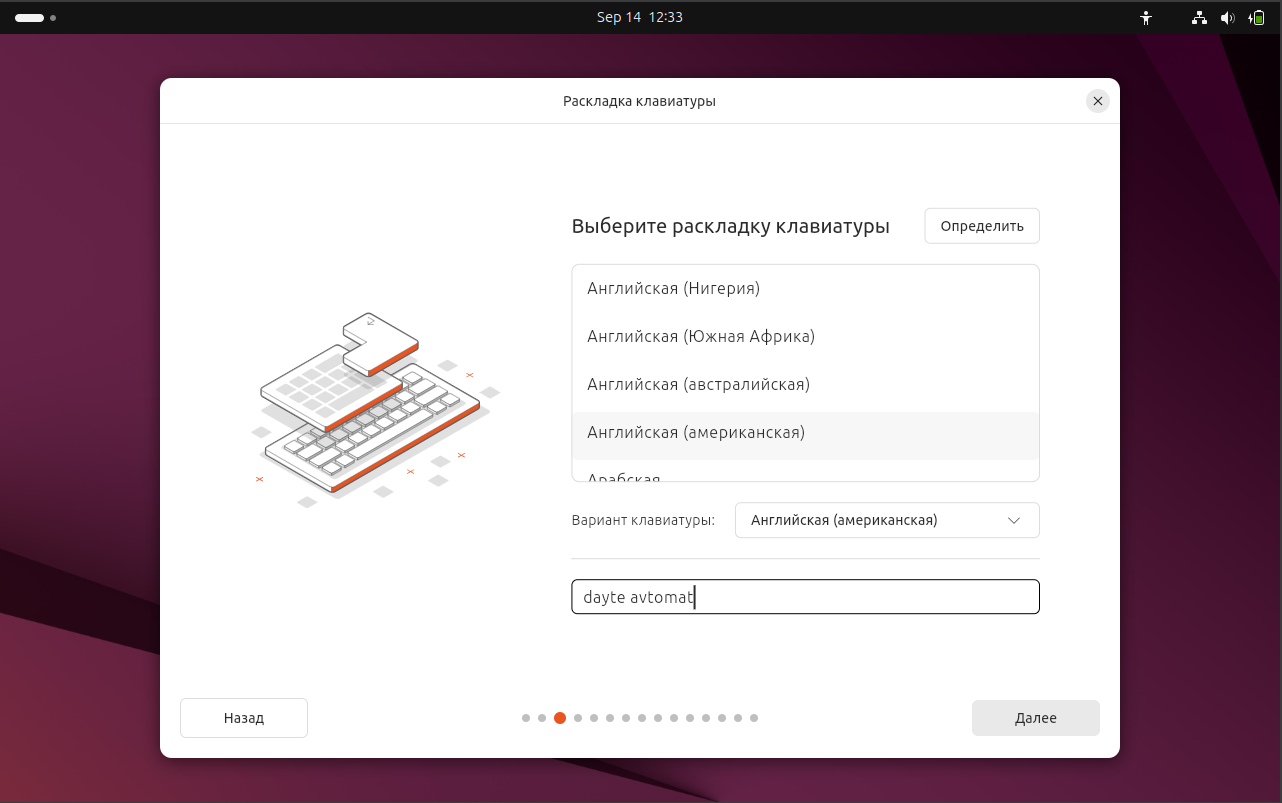 Sep 14 12:33
Раскладка клавиатуры
Выберите раскладку клавиатуры
Определить
Английская (Нигерия)
Английская (Южная Африка)
Английская (австралийская)
Английская (американская)
Арабская
Вариант клавиатуры:
Английская (американская)
dayte avtomat
Назад
Далее